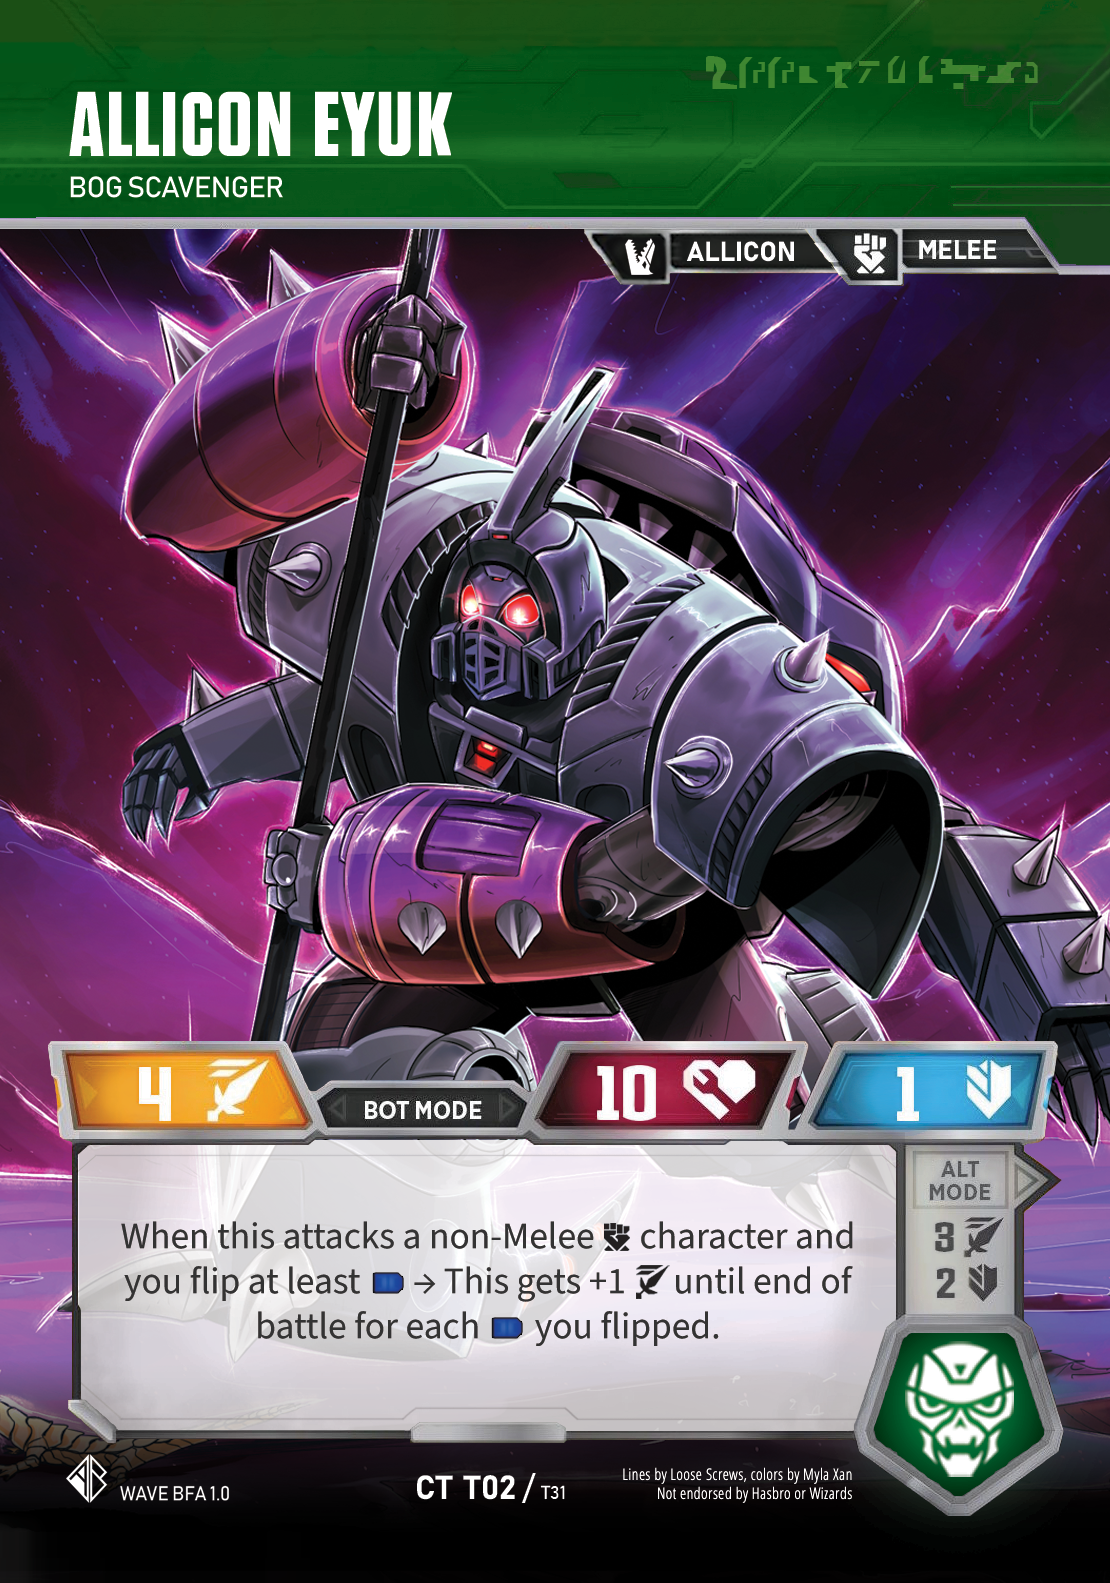 ALLICON EYUK
BOG SCAVENGER
ALLICON
MELEE
4
BOT MODE
10
1
When this attacks a non-Melee character and
you flip at least → This gets +1 until end of
battle for each you flipped.
ALT
MODE
3
2
WAVE BFA 1.0
CT T02 / T31
Lines by Loose Screws, colors by Myla Xan
Not endorsed by Hasbro or Wizards